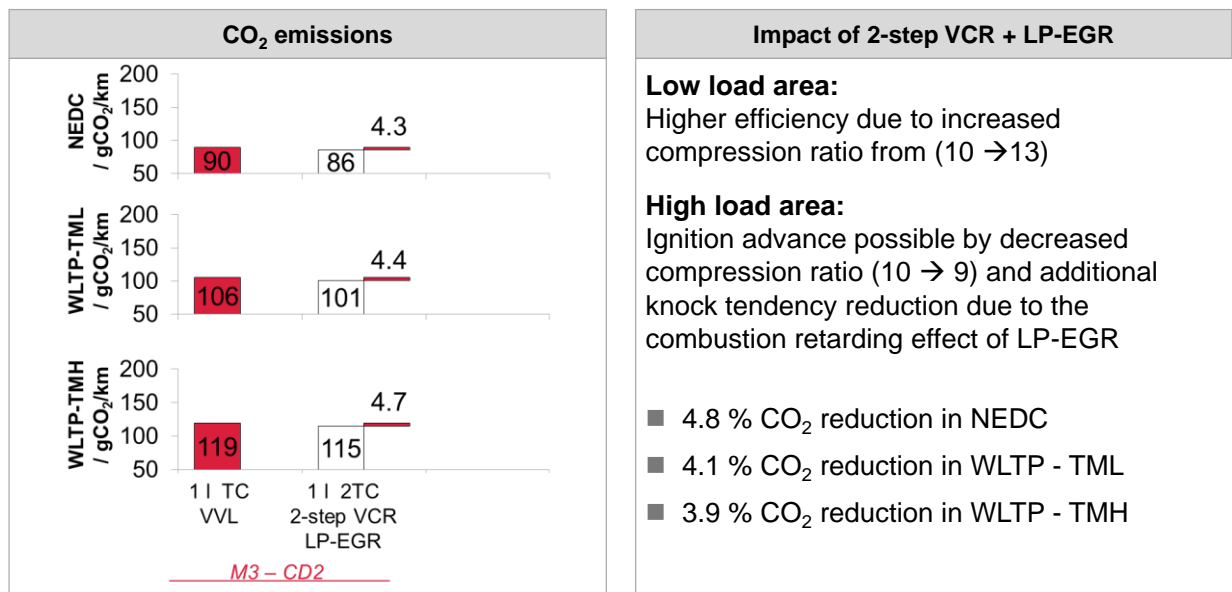 CO₂ emissions
NEDC
/ gCO₂/km
200
150
100
50
90
86
4.3
WLTP-TML
/ gCO₂/km
200
150
100
50
106
101
4.4
WLTP-TMH
/ gCO₂/km
200
150
100
50
119
115
4.7
1 l TC
VVL
1 l 2TC
2-step VCR
LP-EGR
M3 – CD2
Impact of 2-step VCR + LP-EGR
Low load area:
Higher efficiency due to increased
compression ratio from (10 →13)
High load area:
Ignition advance possible by decreased
compression ratio (10 → 9) and additional
knock tendency reduction due to the
combustion retarding effect of LP-EGR
■ 4.8 % CO₂ reduction in NEDC
■ 4.1 % CO₂ reduction in WLTP - TML
■ 3.9 % CO₂ reduction in WLTP - TMH